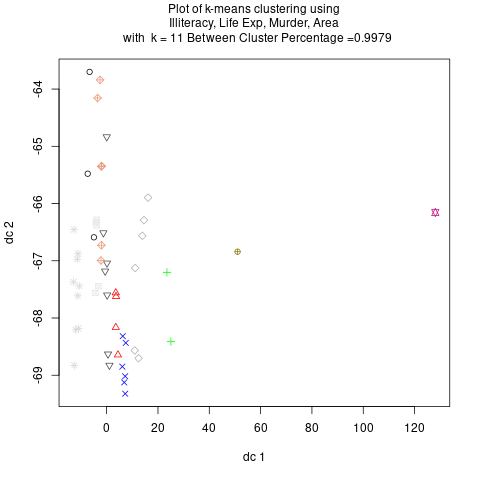 Plot of k-means clustering using
Illiteracy, Life Exp, Murder, Area
with k = 11 Between Cluster Percentage =0.9979
-64
-65
-66
-67
-68
-69
dc 2
0 20 40 60 80 100 120
dc 1